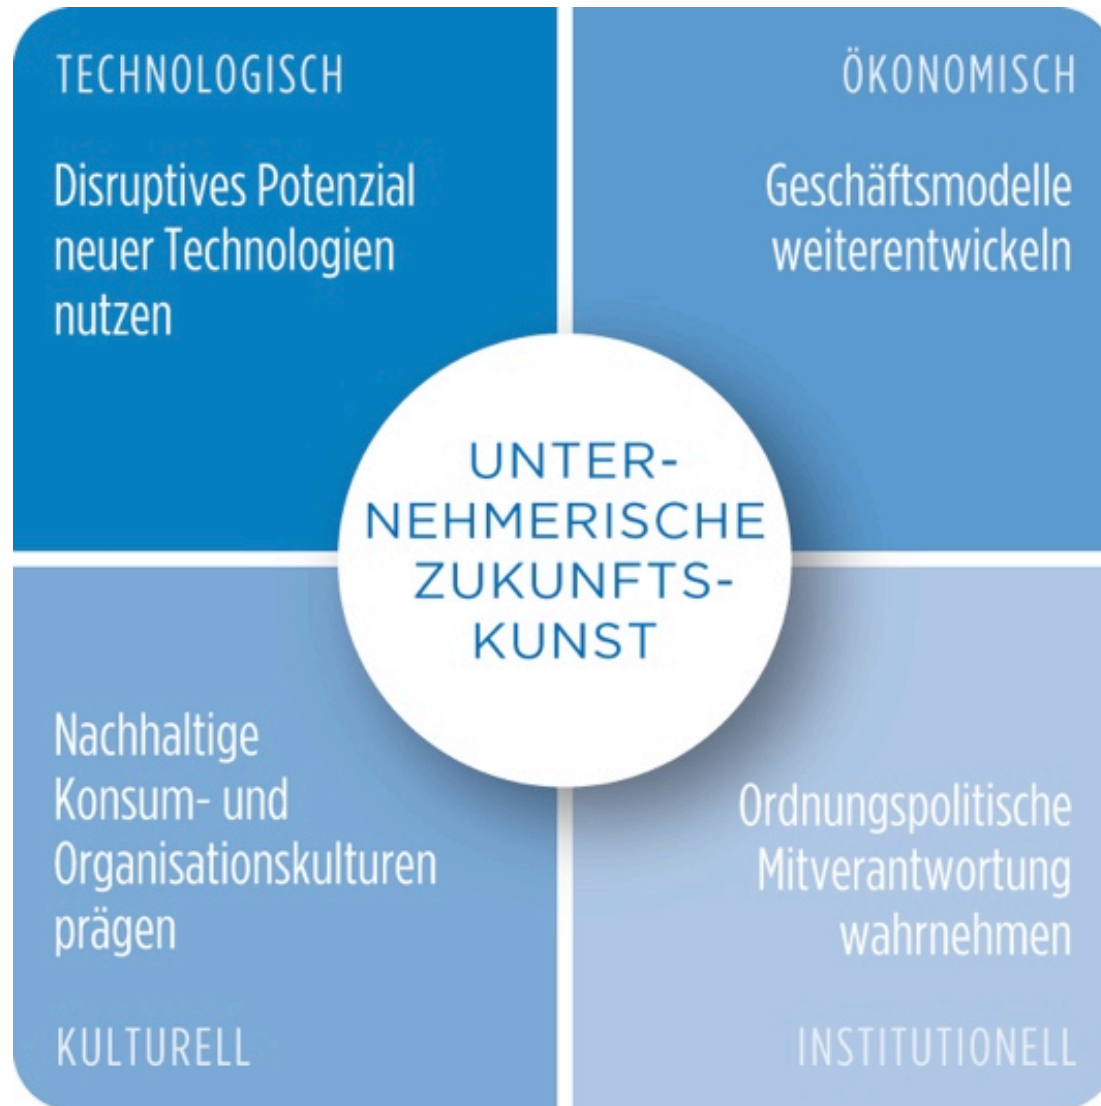 TECHNOLOGISCH
Disruptives Potenzial
neuer Technologien
nutzen
ÖKONOMISCH
Geschäftsmodelle
weiterentwickeln
UNTER-
NEHMERISCHE
ZUKUNFTS-
KUNST
Nachhaltige
Konsum- und
Organisationskulturen
prägen
KULTURELL
Ordnungspolitische
Mitverantwortung
wahrnehmen
INSTITUTIONELL